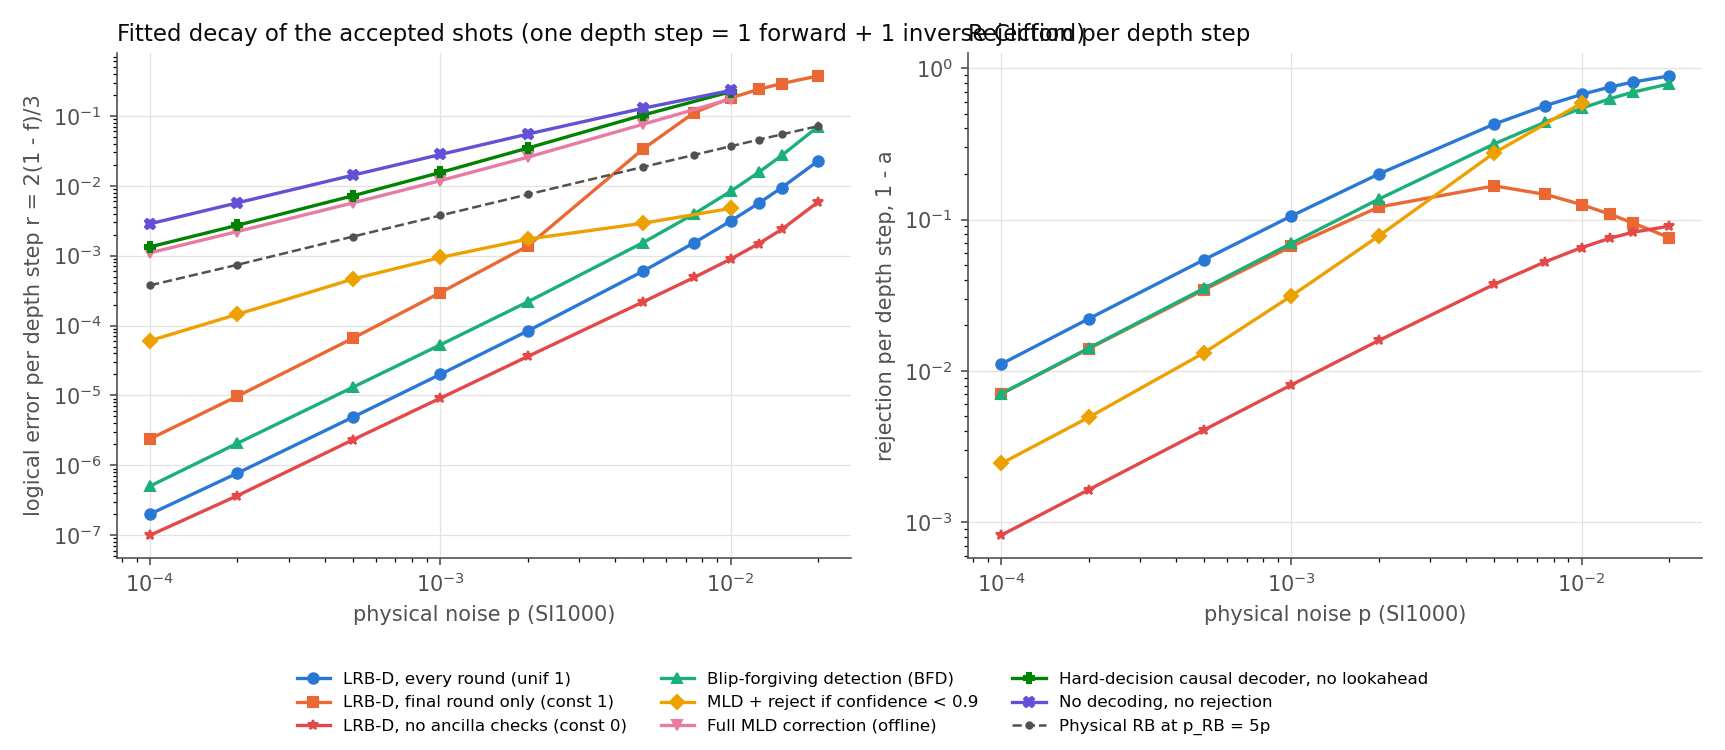 Fitted decay of the accepted shots (one depth step = 1 forward + 1 inverse Clifford)
Rejection per depth step
logical error per depth step r = 2(1 - f)/3
10⁻¹
10⁻²
10⁻³
10⁻⁴
10⁻⁵
10⁻⁶
10⁻⁷
10⁻⁴
10⁻³
10⁻²
physical noise p (SI1000)
rejection per depth step, 1 - a
10⁰
10⁻¹
10⁻²
10⁻³
10⁻⁴
10⁻³
10⁻²
physical noise p (SI1000)
LRB-D, every round (unif 1)
LRB-D, final round only (const 1)
LRB-D, no ancilla checks (const 0)
Blip-forgiving detection (BFD)
MLD + reject if confidence < 0.9
Full MLD correction (offline)
Hard-decision causal decoder, no lookahead
No decoding, no rejection
Physical RB at p_RB = 5p